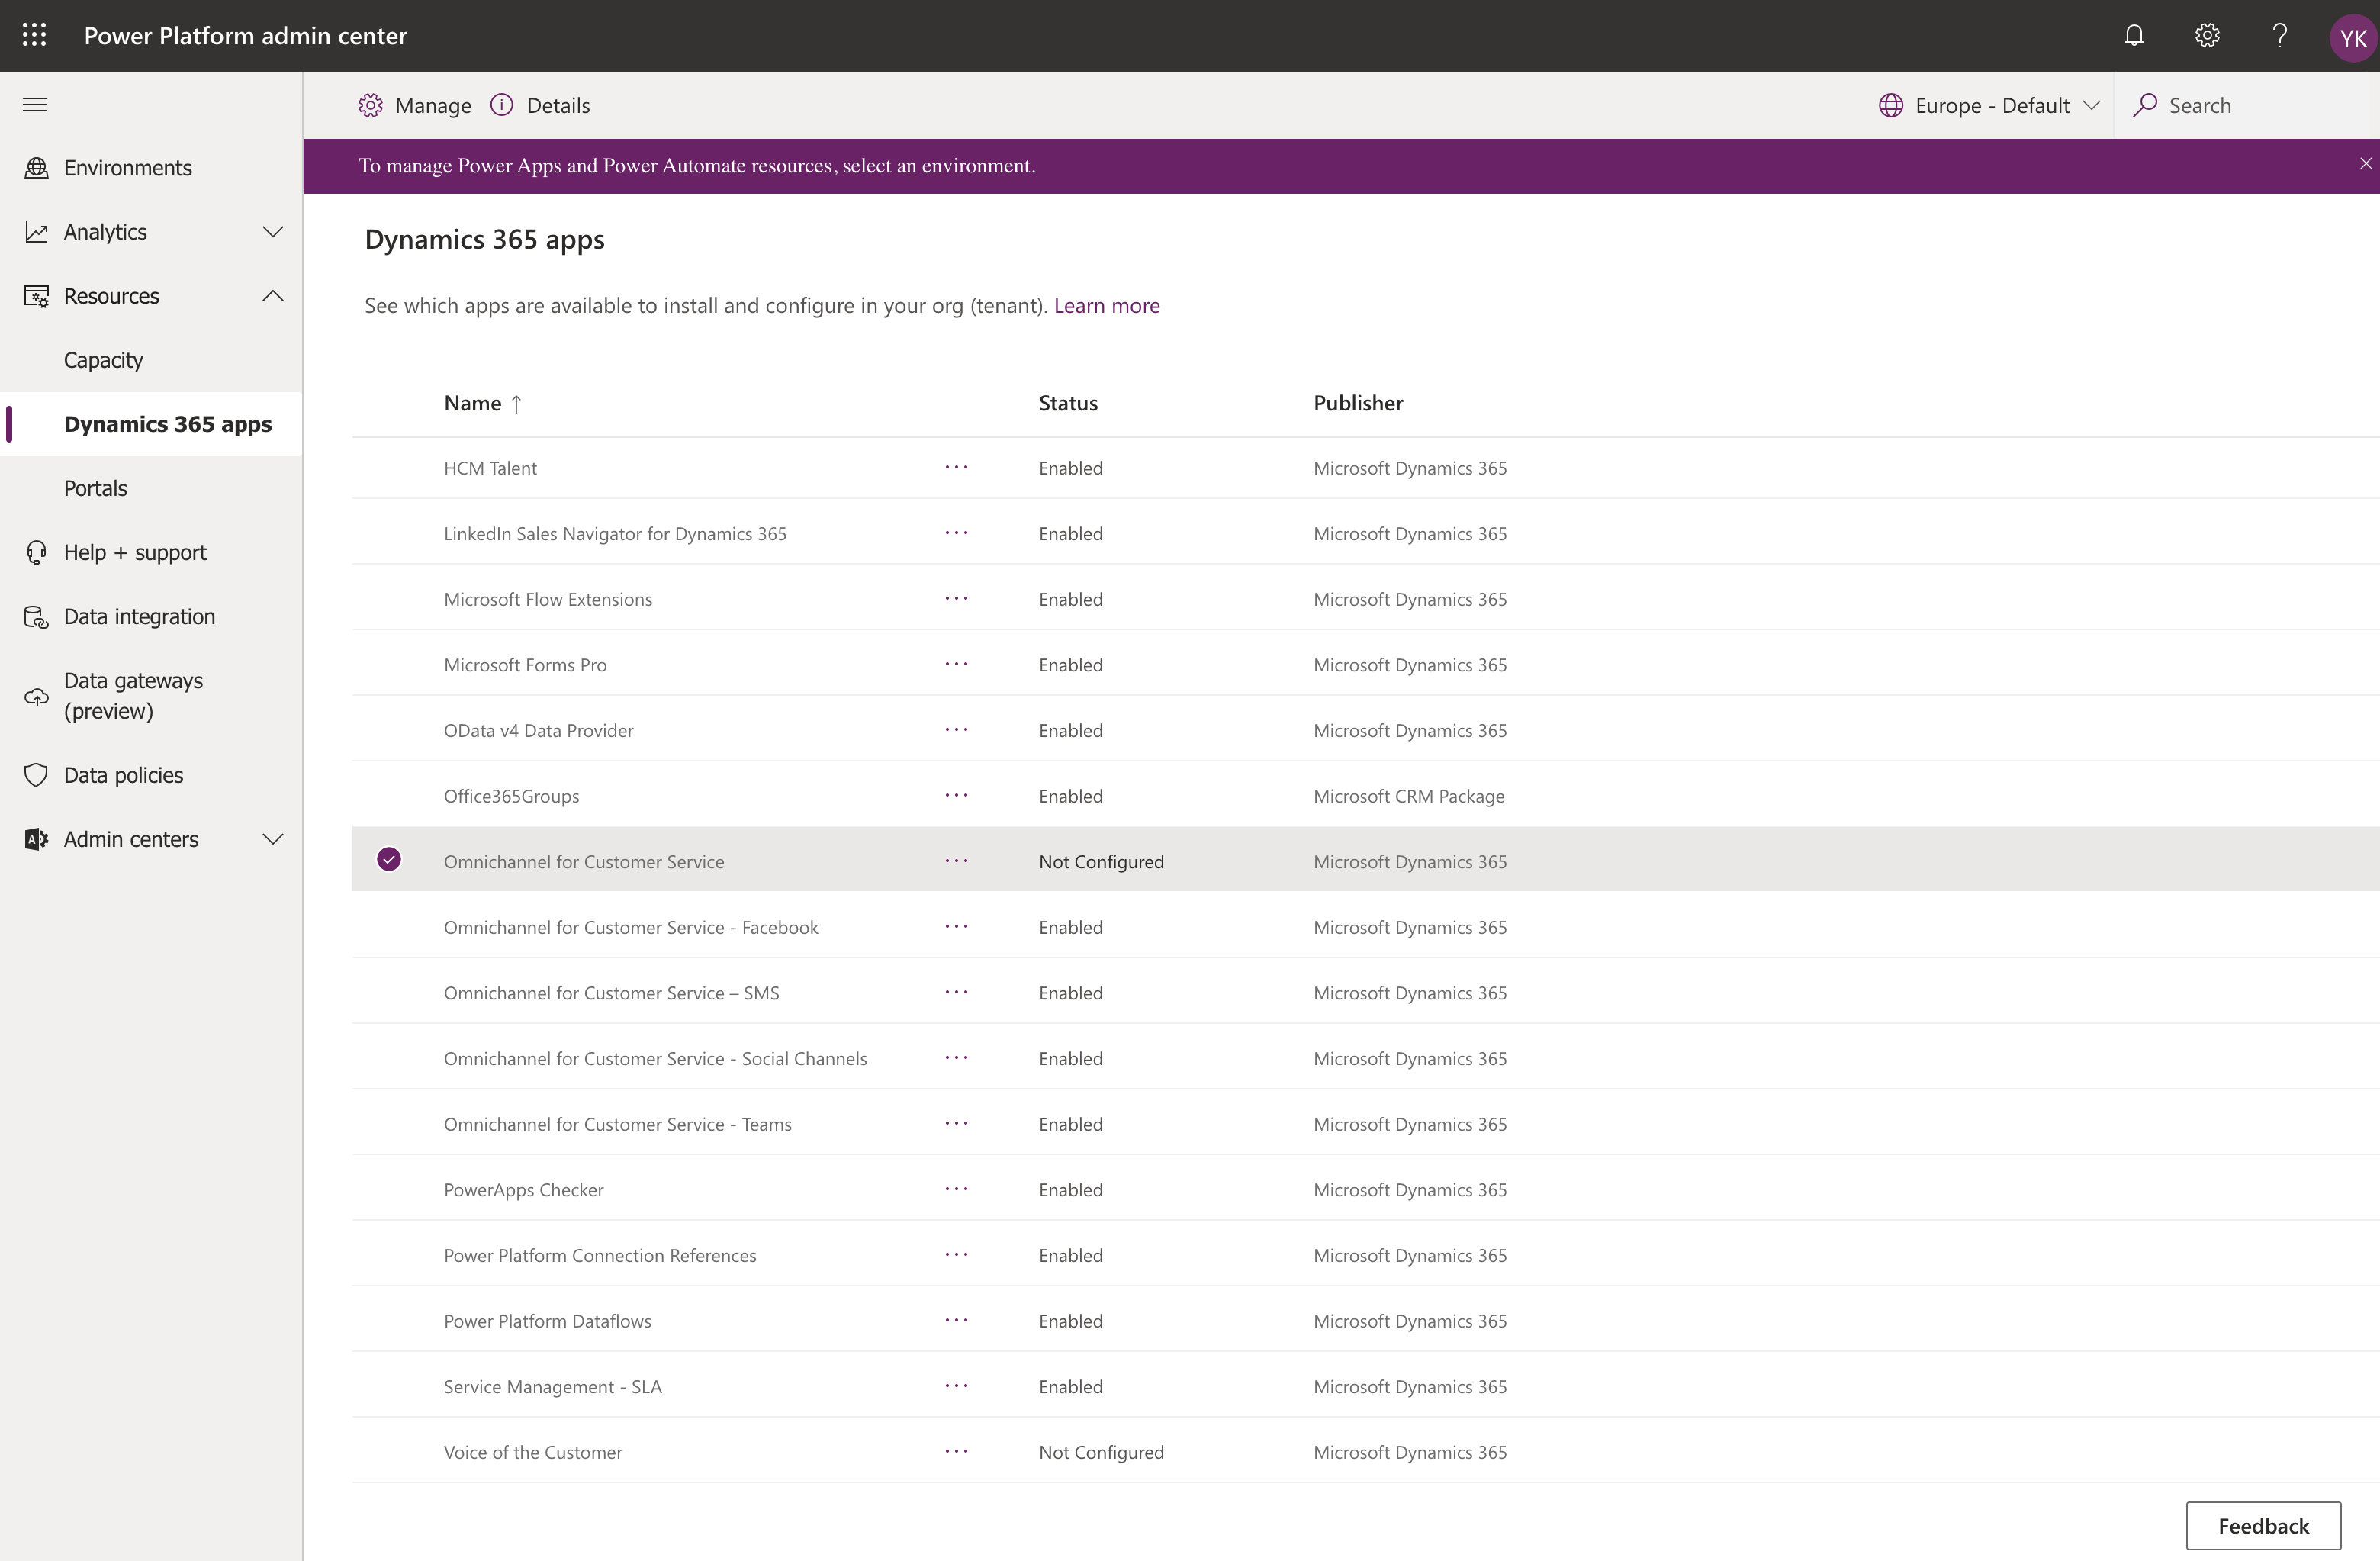 Power Platform admin center
YK
Manage Details
Europe - Default
Search
To manage Power Apps and Power Automate resources, select an environment.
Environments
Analytics
Resources
Capacity
Dynamics 365 apps
Portals
Help + support
Data integration
Data gateways
(preview)
Data policies
Admin centers
Dynamics 365 apps
See which apps are available to install and configure in your org (tenant). Learn more
Name ↑ Status Publisher
HCM Talent ··· Enabled Microsoft Dynamics 365
LinkedIn Sales Navigator for Dynamics 365 ··· Enabled Microsoft Dynamics 365
Microsoft Flow Extensions ··· Enabled Microsoft Dynamics 365
Microsoft Forms Pro ··· Enabled Microsoft Dynamics 365
OData v4 Data Provider ··· Enabled Microsoft Dynamics 365
Office365Groups ··· Enabled Microsoft CRM Package
Omnichannel for Customer Service ··· Not Configured Microsoft Dynamics 365
Omnichannel for Customer Service - Facebook ··· Enabled Microsoft Dynamics 365
Omnichannel for Customer Service – SMS ··· Enabled Microsoft Dynamics 365
Omnichannel for Customer Service - Social Channels ··· Enabled Microsoft Dynamics 365
Omnichannel for Customer Service - Teams ··· Enabled Microsoft Dynamics 365
PowerApps Checker ··· Enabled Microsoft Dynamics 365
Power Platform Connection References ··· Enabled Microsoft Dynamics 365
Power Platform Dataflows ··· Enabled Microsoft Dynamics 365
Service Management - SLA ··· Enabled Microsoft Dynamics 365
Voice of the Customer ··· Not Configured Microsoft Dynamics 365
Feedback